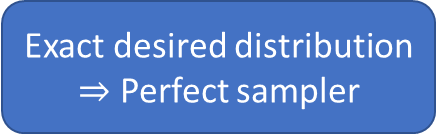 Exact desired distribution
⇒ Perfect sampler